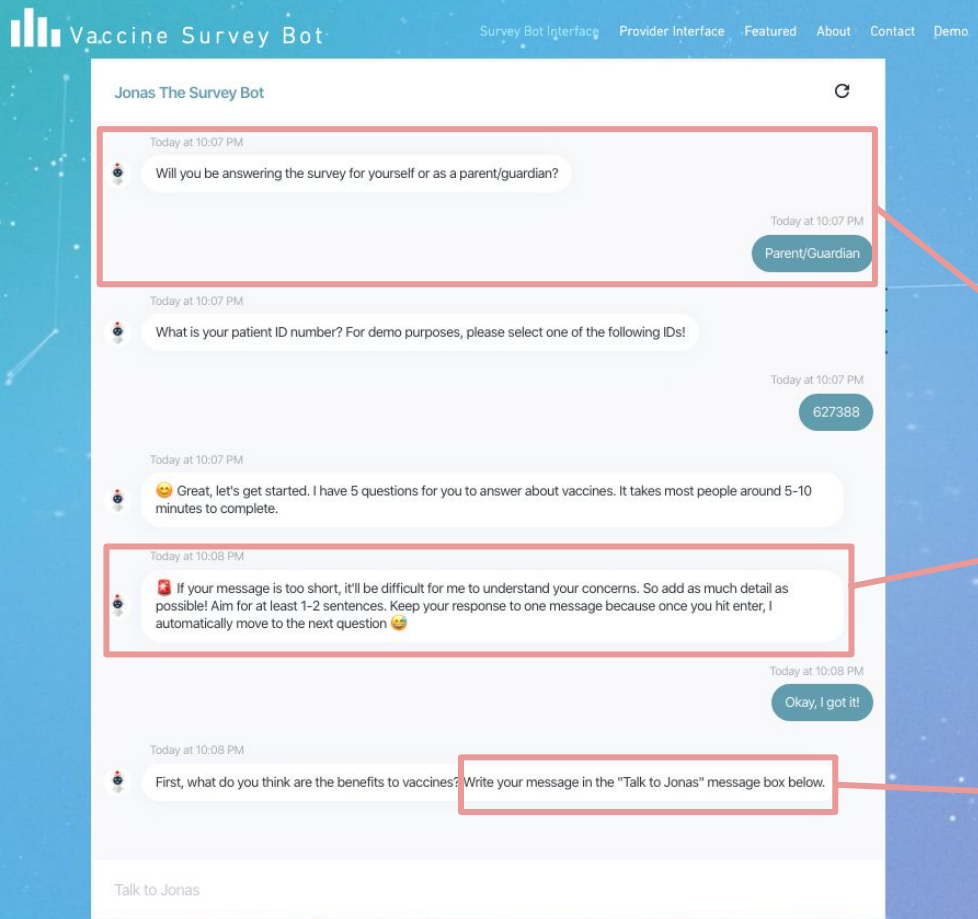 Vaccine Survey Bot
Survey Bot Interface Provider Interface Featured About Contact Demo
Jonas The Survey Bot
Today at 10:07 PM
Will you be answering the survey for yourself or as a parent/guardian?
Today at 10:07 PM
Parent/Guardian
Today at 10:07 PM
What is your patient ID number? For demo purposes, please select one of the following IDs!
Today at 10:07 PM
627388
Today at 10:07 PM
😊 Great, let's get started. I have 5 questions for you to answer about vaccines. It takes most people around 5-10
minutes to complete.
Today at 10:08 PM
🚨 If your message is too short, it'll be difficult for me to understand your concerns. So add as much detail as
possible! Aim for at least 1-2 sentences. Keep your response to one message because once you hit enter, I
automatically move to the next question 😅
Today at 10:08 PM
Okay, I got it!
Today at 10:08 PM
First, what do you think are the benefits to vaccines? Write your message in the "Talk to Jonas" message box below.
Talk to Jonas